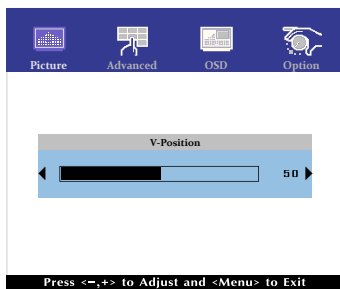 Picture Advanced OSD Option
V-Position
50
Press <–,+> to Adjust and <Menu> to Exit